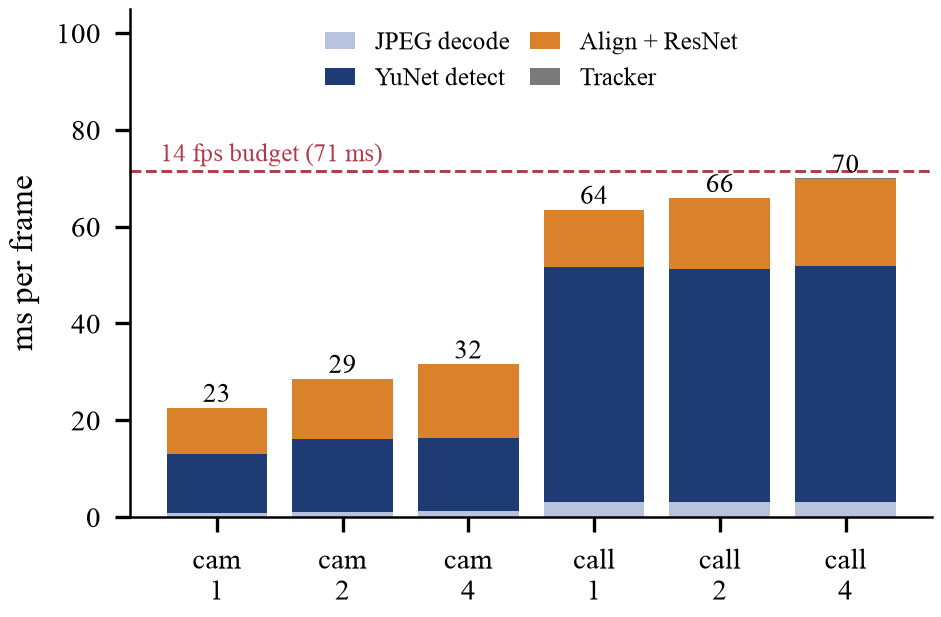 JPEG decode
YuNet detect
Align + ResNet
Tracker
14 fps budget (71 ms)
ms per frame
100
80
60
40
20
0
23
29
32
64
66
70
cam 1
cam 2
cam 4
call 1
call 2
call 4